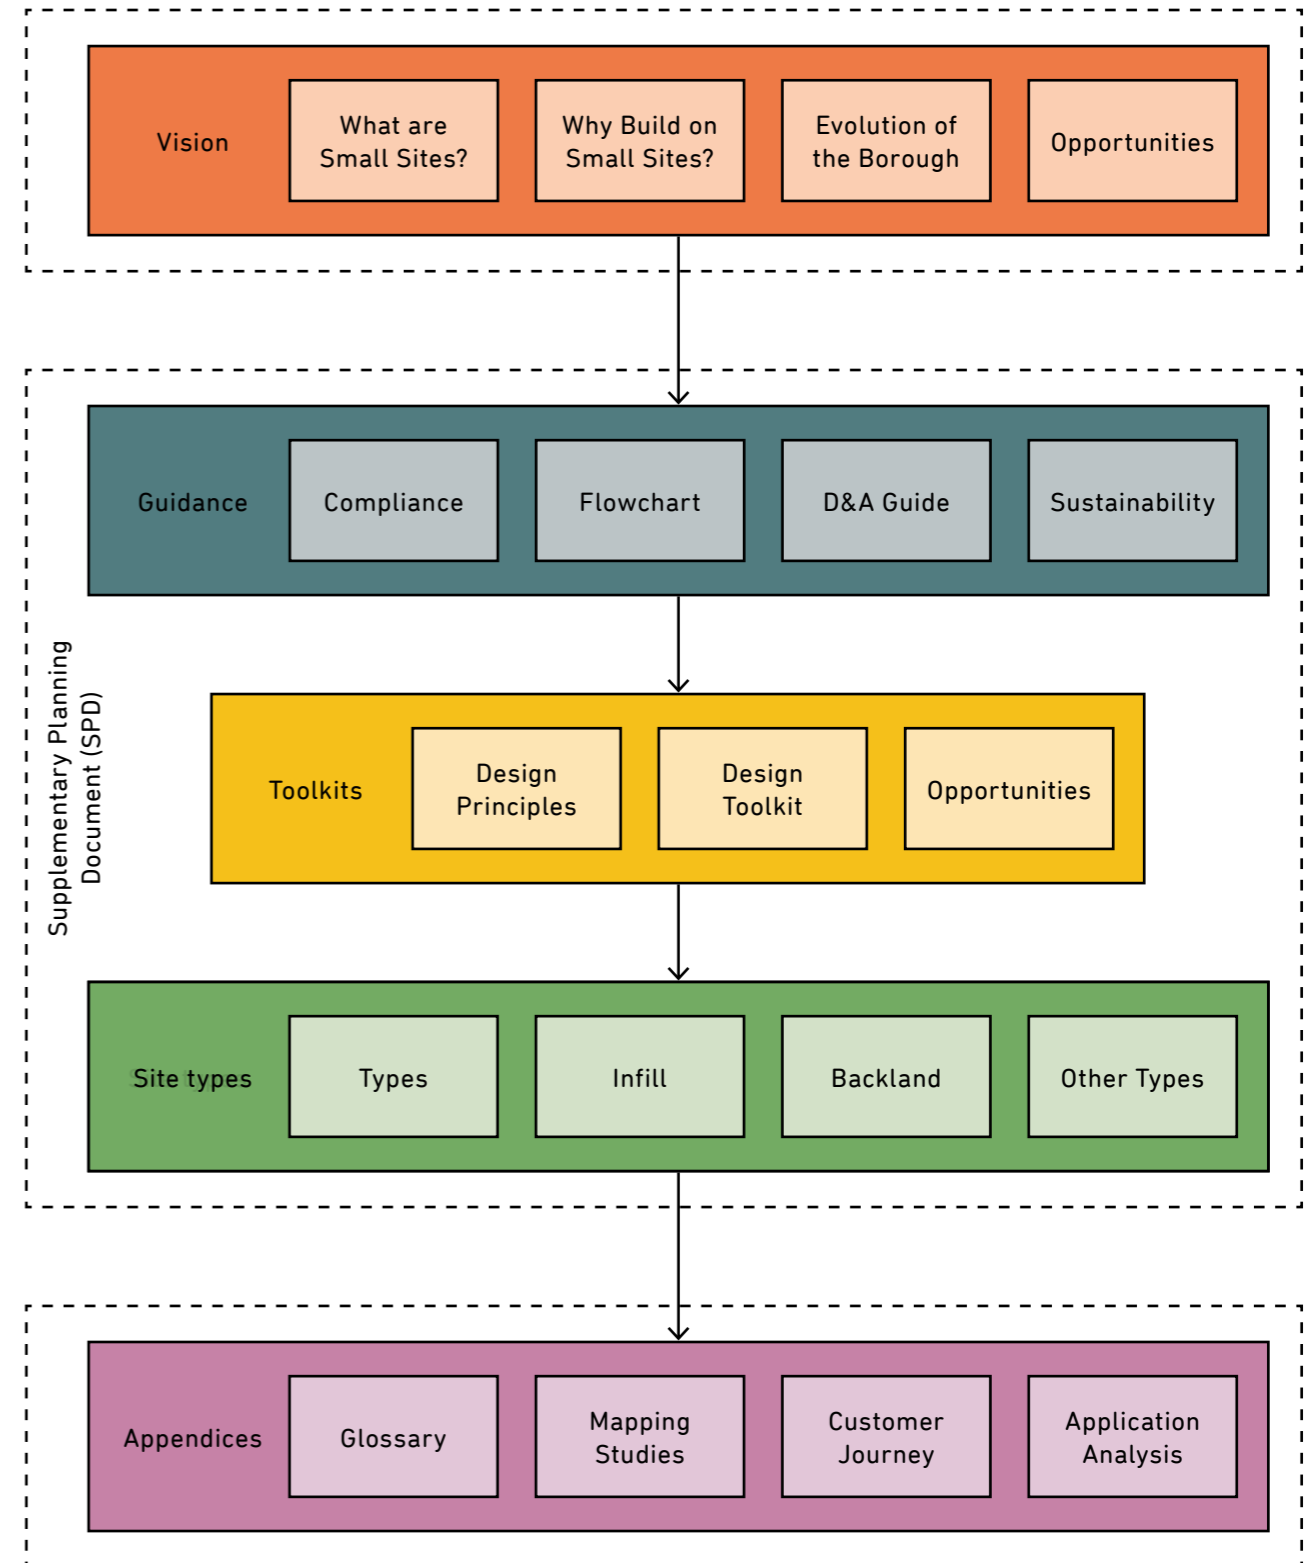 Vision
What are
Small Sites?
Why Build on
Small Sites?
Evolution of
the Borough
Opportunities
Supplementary Planning
Document (SPD)
Guidance
Compliance
Flowchart
D&A Guide
Sustainability
Toolkits
Design
Principles
Design
Toolkit
Opportunities
Site types
Types
Infill
Backland
Other Types
Appendices
Glossary
Mapping
Studies
Customer
Journey
Application
Analysis